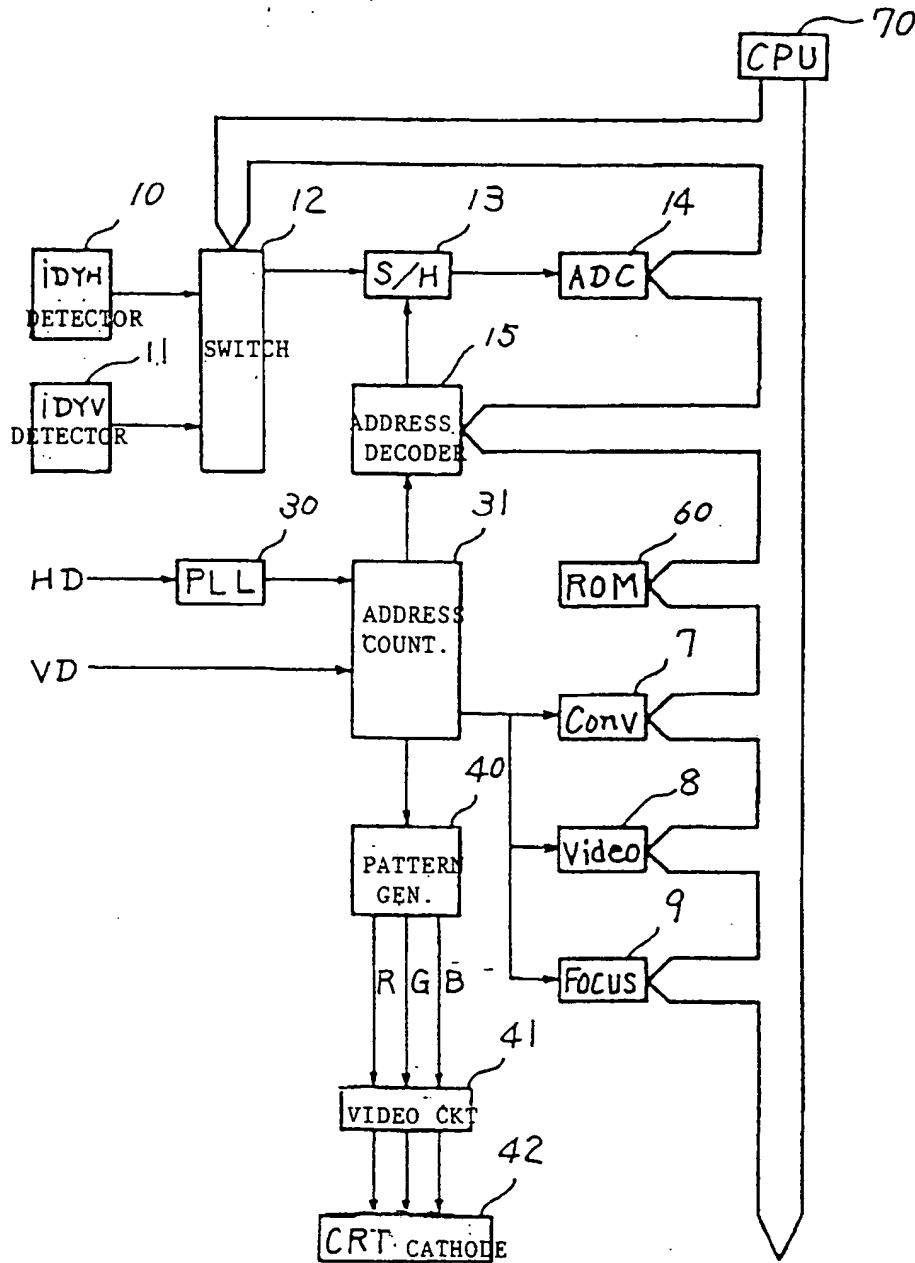 70
CPU
10
12
13
14
iDYH
DETECTOR
S/H
ADC
SWITCH
11
15
iDYV
DETECTOR
ADDRESS
DECODER
30
31
60
HD
PLL
ROM
ADDRESS
COUNT.
VD
7
Conv
40
8
PATTERN
GEN.
Video
9
R G B
FOCUS
41
VIDEO CKT
42
CRT CATHODE